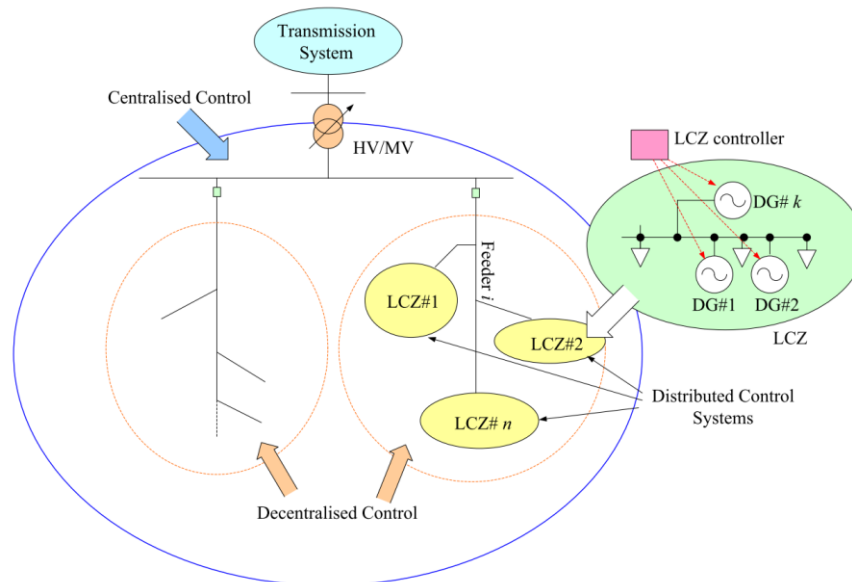 Transmission
System
Centralised Control
HV/MV
LCZ controller
DG# k
DG#1
DG#2
LCZ
Feeder i
LCZ#1
LCZ#2
LCZ# n
Distributed Control
Systems
Decentralised Control